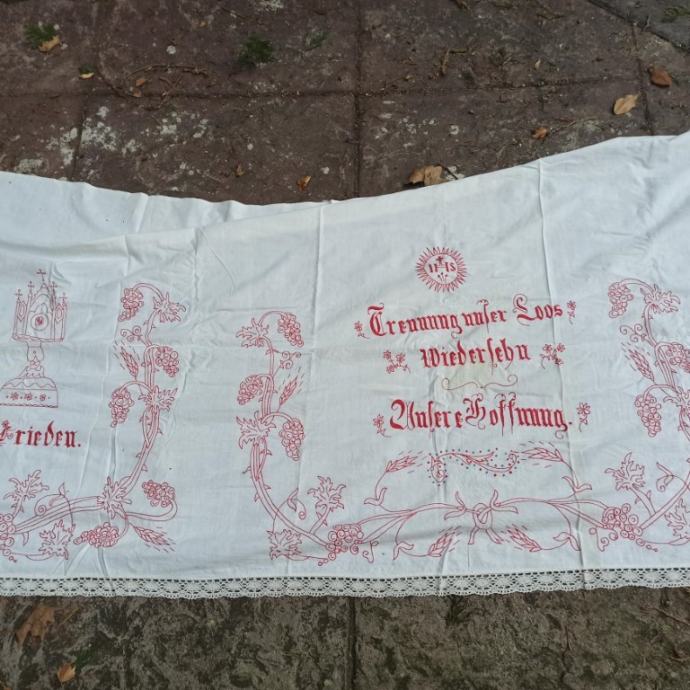 IHS
Trennung unser Loos
Wiedersehn
Unsere Hoffnung.
Frieden.